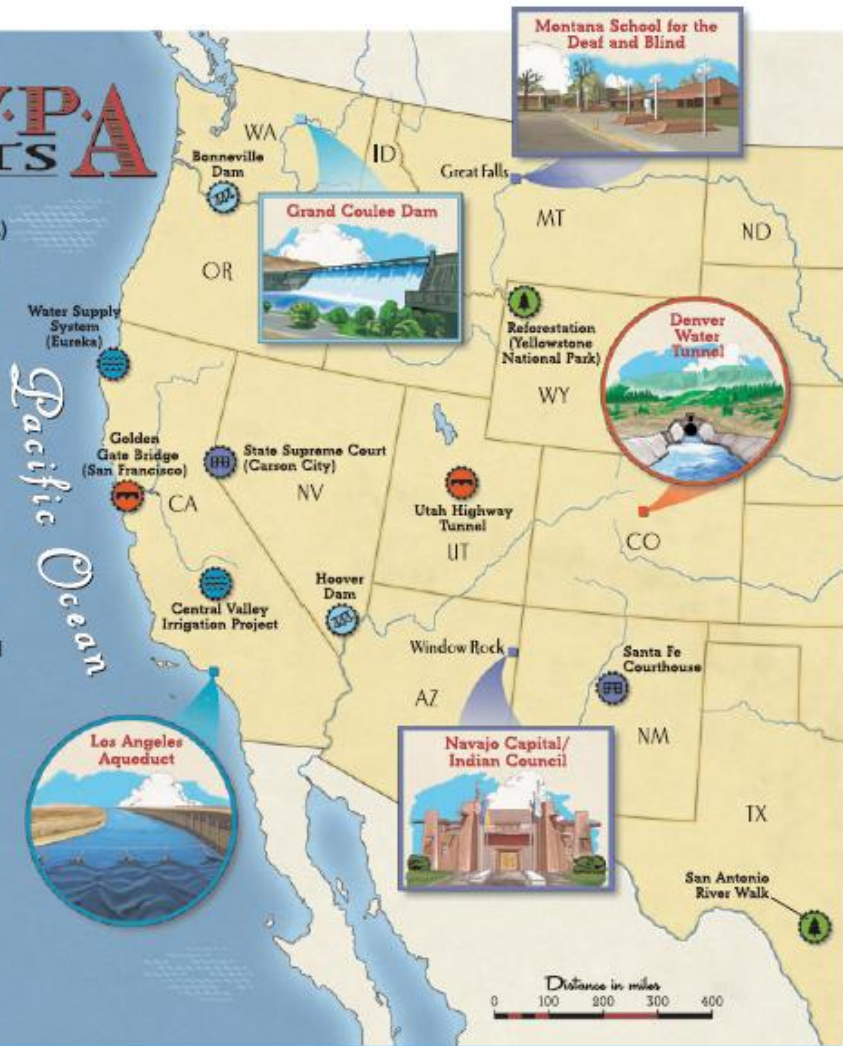 W.P.A
TS
)
Montana School for the
Deaf and Blind
WA
ID
Bonneville
Dam
Great Falls
Grand Coulee Dam
MT
ND
OR
Water Supply
System
(Eureka)
Reforestation
(Yellowstone
National Park)
Denver
Water
Tunnel
WY
Pacific Ocean
Golden
Gate Bridge
(San Francisco)
State Supreme Court
(Carson City)
CA
NV
Utah Highway
Tunnel
UT
CO
Central Valley
Irrigation Project
Hoover
Dam
Window Rock
Santa Fe
Courthouse
AZ
NM
Los Angeles
Aqueduct
Navajo Capital/
Indian Council
TX
San Antonio
River Walk
Distance in miles
0 100 200 300 400